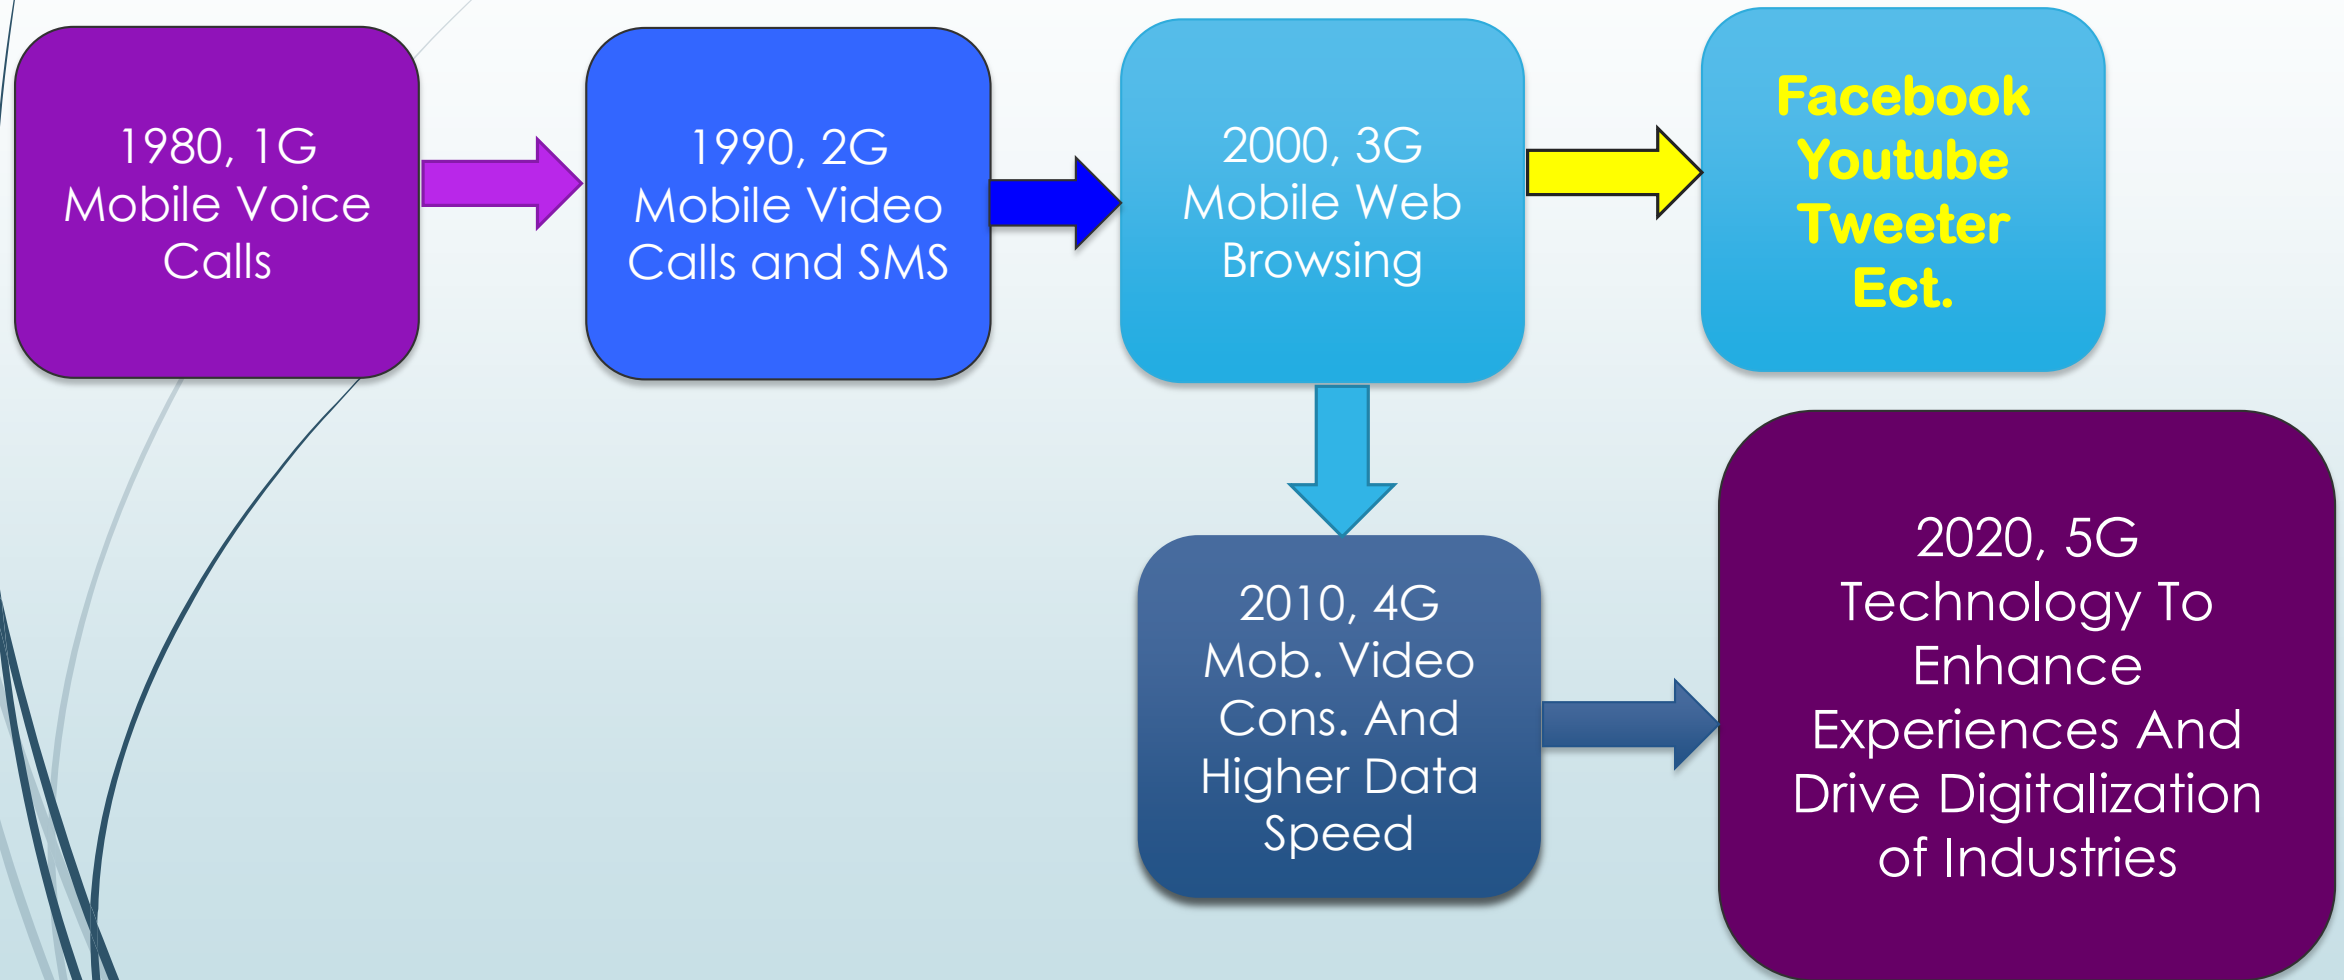 1980, 1G
Mobile Voice
Calls
1990, 2G
Mobile Video
Calls and SMS
2000, 3G
Mobile Web
Browsing
Facebook
Youtube
Tweeter
Ect.
2010, 4G
Mob. Video
Cons. And
Higher Data
Speed
2020, 5G
Technology To
Enhance
Experiences And
Drive Digitalization
of Industries